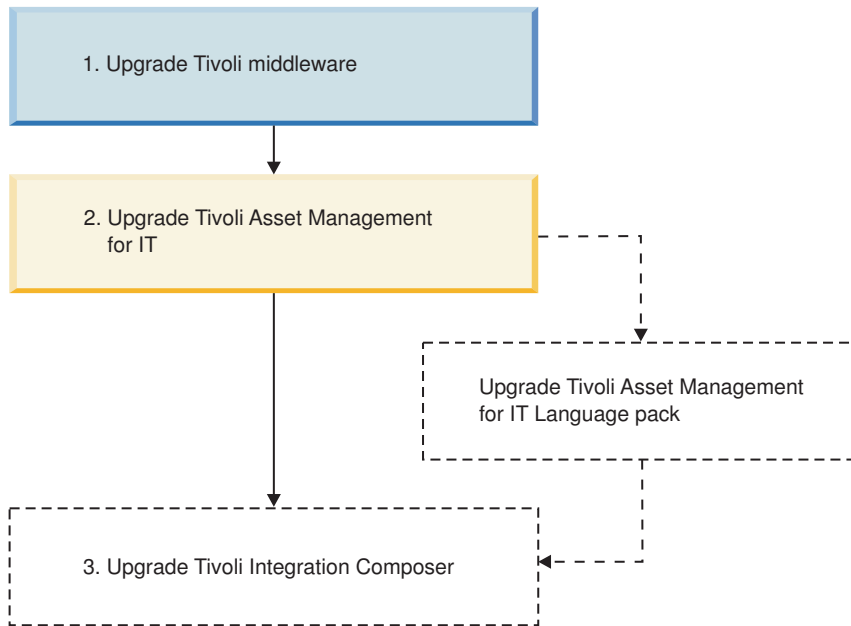 1. Upgrade Tivoli middleware
2. Upgrade Tivoli Asset Management
for IT
Upgrade Tivoli Asset Management
for IT Language pack
3. Upgrade Tivoli Integration Composer